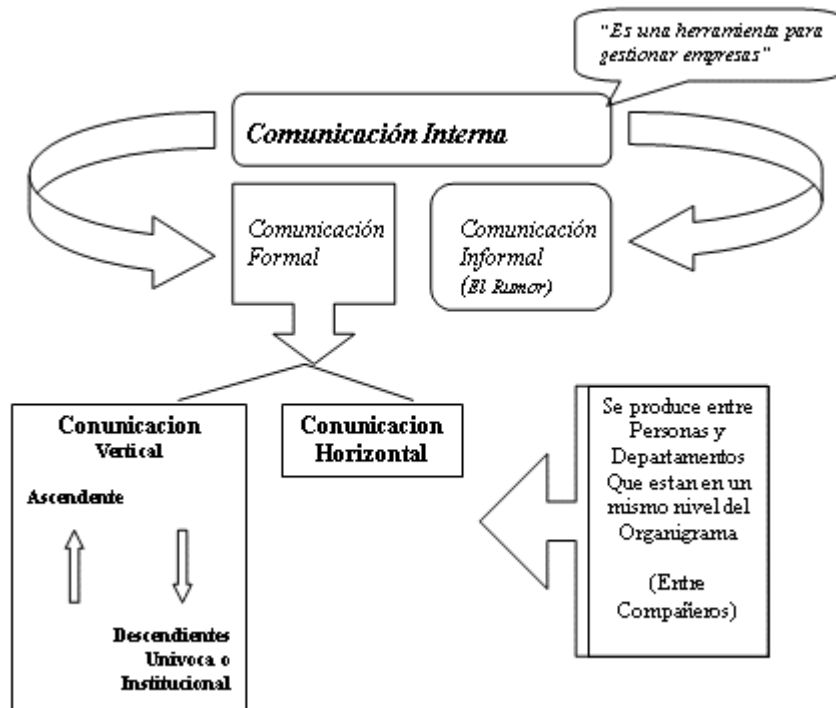 "Es una herramienta para
gestionar empresas"
Comunicación Interna
Comunicación
Formal
Comunicación
Informal
(El Rumor)
Conunicacion
Vertical
Ascendente
Descendientes
Univoca o
Institucional
Conunicacion
Horizontal
Se produce entre
Personas y
Departamentos
Que estan en un
mismo nivel del
Organigrama
(Entre
Compañeros)